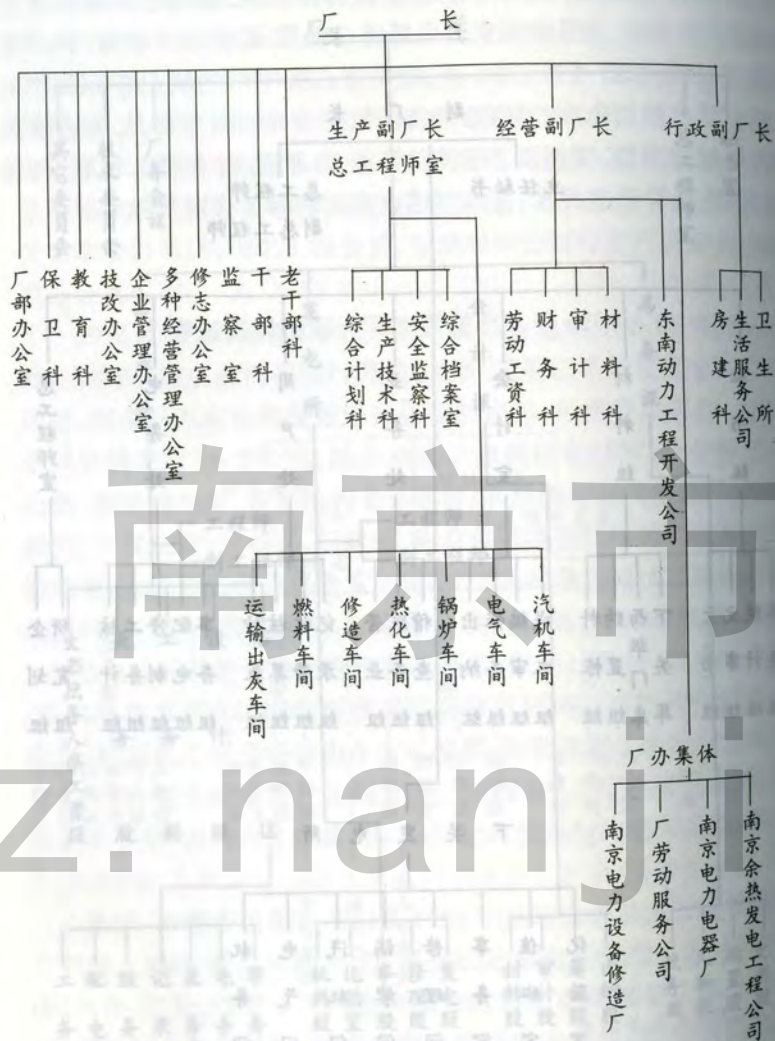 厂长
生产副厂长
总工程师室
经营副厂长
行政副厂长
厂部办公室
保卫科
教育科
技改办公室
企业管理办公室
多种经营管理办公室
修志办公室
监察室
干部科
老干部科
综合计划科
生产技术科
安全监察科
综合档案室
劳动工资科
财务科
审计科
材料科
东南动力工程开发公司
房建科
生活服务公司
卫生所
运输出灰车间
燃料车间
修造车间
热化车间
锅炉车间
电气车间
汽机车间
厂办集体
南京电力设备修造厂
厂劳动服务公司
南京电力电器厂
南京余热发电工程公司
南京市
z. nanji